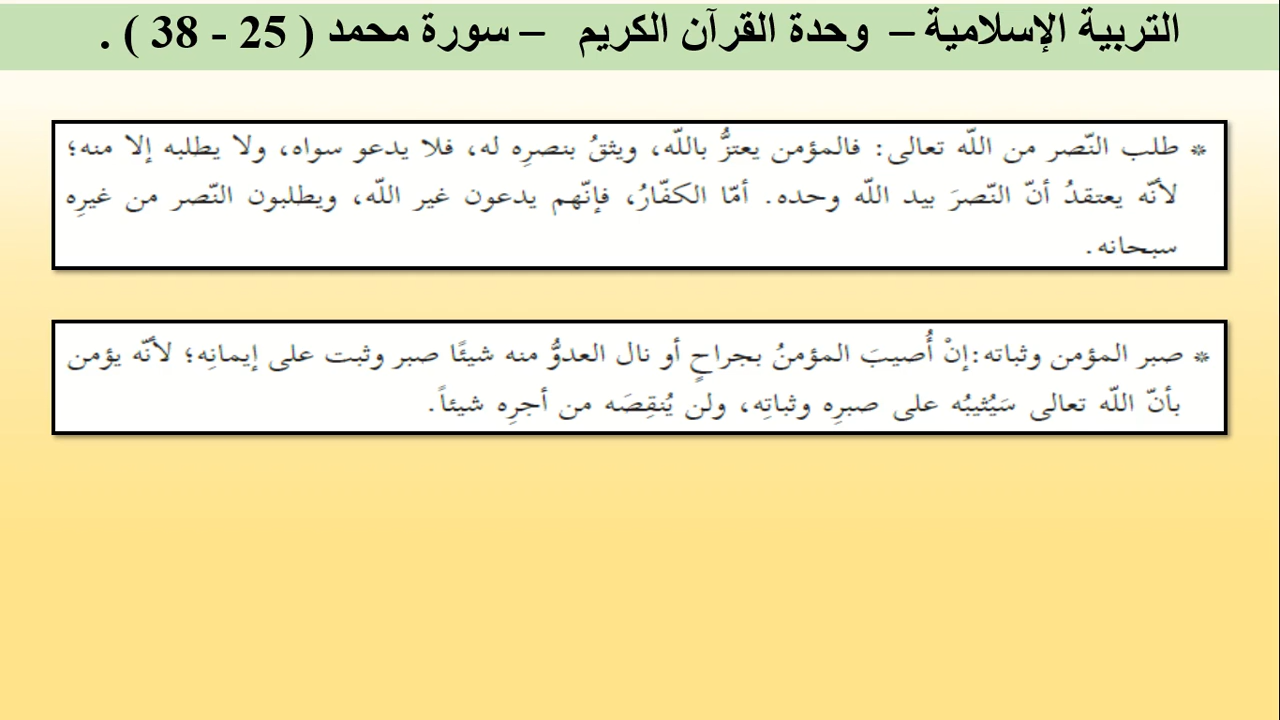 التربية الإسلامية – وحدة القرآن الكريم – سورة محمد ( 25 - 38 ) .
* طلب النّصر من اللّه تعالى: فالمؤمن يعتزُّ باللّه، ويثقُ بنصرِه له، فلا يدعو سواه، ولا يطلبه إلا منه؛
لأنّه يعتقدُ أنّ النّصرَ بيد اللّه وحده. أمّا الكفّارُ، فإنّهم يدعون غير اللّه، ويطلبون النّصر من غيرِه
سبحانه.
* صبر المؤمن وثباته:إنْ أُصيبَ المؤمنُ بجراحٍ أو نال العدوُّ منه شيئًا صبر وثبت على إيمانِه؛ لأنّه يؤمن
بأنّ اللّه تعالى سَيُثيبُه على صبرِه وثباتِه، ولن يُنقِصَه من أجرِه شيئاً.